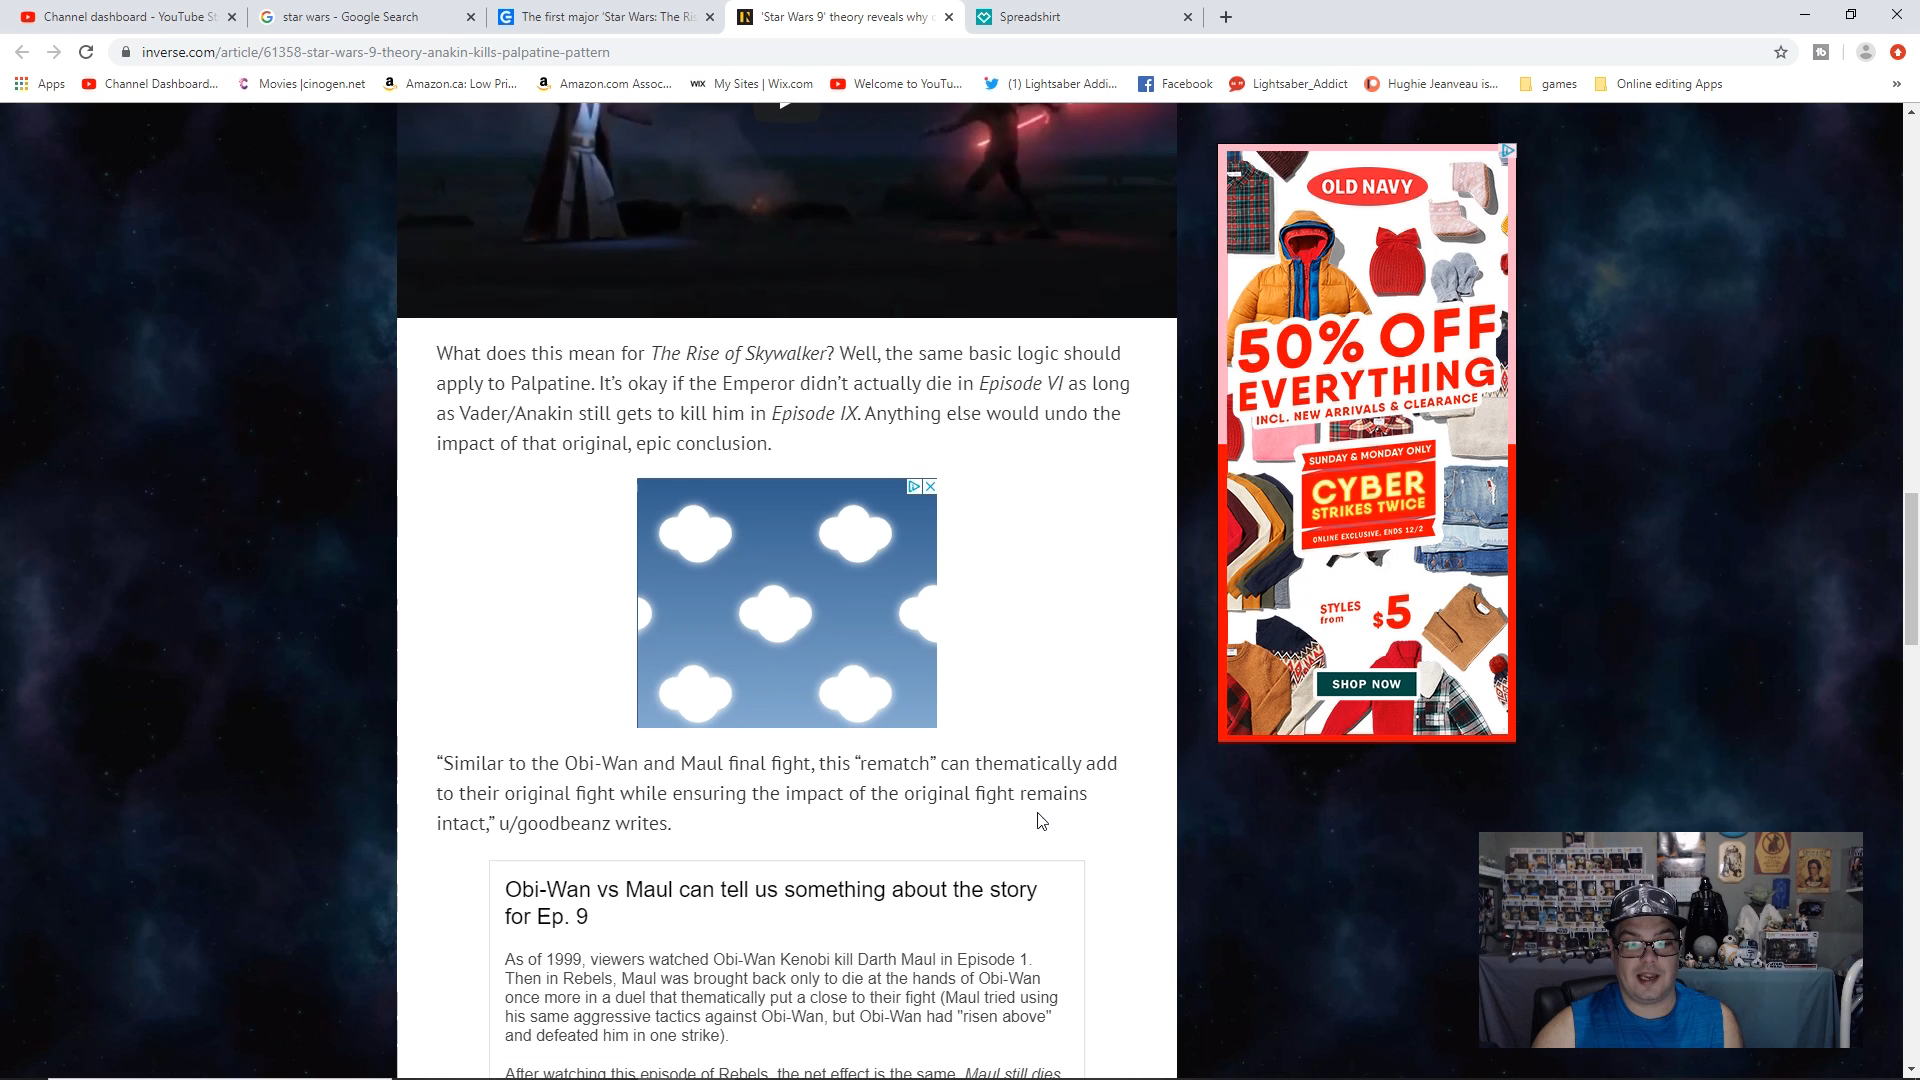 Channel dashboard - YouTube St
star wars - Google Search
The first major 'Star Wars: The Ris
'Star Wars 9' theory reveals why
Spreadshirt
inverse.com/article/61358-star-wars-9-theory-anakin-kills-palpatine-pattern
Apps
Channel Dashboard...
Movies |cinogen.net
Amazon.ca: Low Pri...
Amazon.com Assoc...
WIX My Sites | Wix.com
Welcome to YouTu...
(1) Lightsaber Addi...
Facebook
Lightsaber_Addict
Hughie Jeanveau is...
games
Online editing Apps
What does this mean for The Rise of Skywalker? Well, the same basic logic should
apply to Palpatine. It's okay if the Emperor didn't actually die in Episode VI as long
as Vader/Anakin still gets to kill him in Episode IX. Anything else would undo the
impact of that original, epic conclusion.
OLD NAVY
50% OFF
EVERYTHING
INCL. NEW ARRIVALS & CLEARANCE
SUNDAY & MONDAY ONLY
CYBER
STRIKES TWICE
ONLINE EXCLUSIVE, ENDS 12/2
STYLES
from
$5
SHOP NOW
“Similar to the Obi-Wan and Maul final fight, this “rematch” can thematically add
to their original fight while ensuring the impact of the original fight remains
intact,” u/goodbeanz writes.
Obi-Wan vs Maul can tell us something about the story
for Ep. 9
As of 1999, viewers watched Obi-Wan Kenobi kill Darth Maul in Episode 1.
Then in Rebels, Maul was brought back only to die at the hands of Obi-Wan
once more in a duel that thematically put a close to their fight (Maul tried using
his same aggressive tactics against Obi-Wan, but Obi-Wan had "risen above"
and defeated him in one strike).
After watching this episode of Rebels, the net effect is the same. Maul still dies